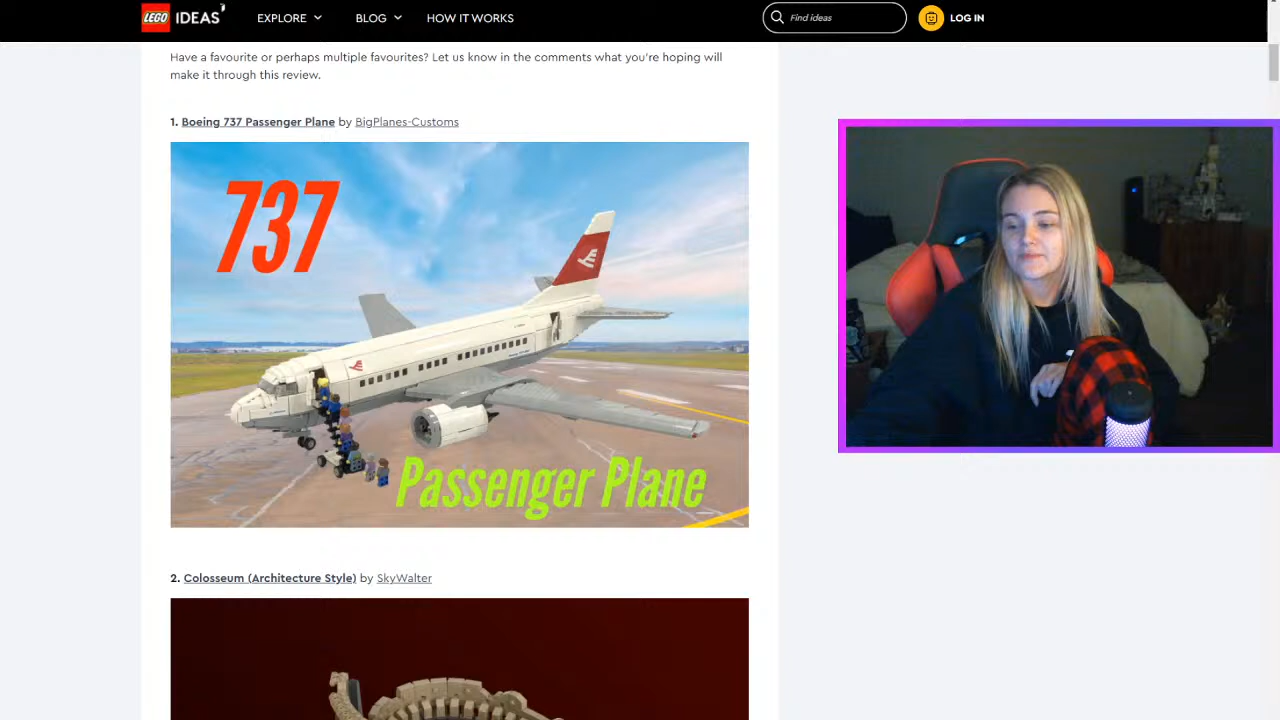 LEGO IDEAS EXPLORE BLOG HOW IT WORKS Find ideas LOG IN
Have a favourite or perhaps multiple favourites? Let us know in the comments what you're hoping will
make it through this review.
1. Boeing 737 Passenger Plane by BigPlanes-Customs
737
Passenger Plane
2. Colosseum (Architecture Style) by SkyWalter